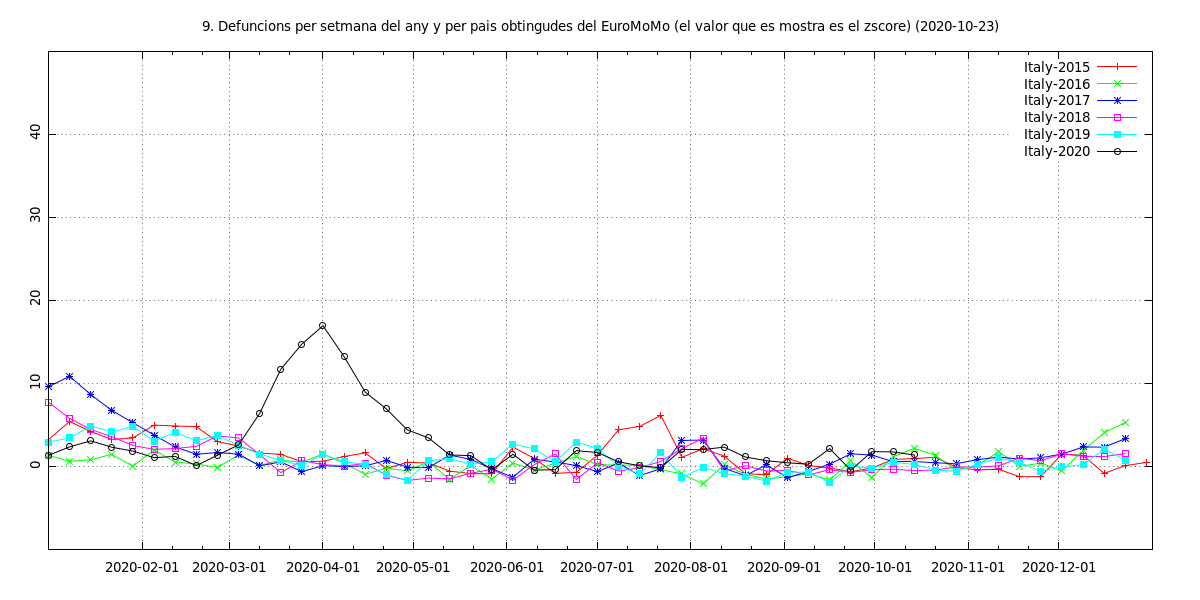 9. Defuncions per setmana del any y per pais obtingudes del EuroMoMo (el valor que es mostra es el zscore) (2020-10-23)
Italy-2015
Italy-2016
Italy-2017
Italy-2018
Italy-2019
Italy-2020
40
30
20
10
0
2020-02-01 2020-03-01 2020-04-01 2020-05-01 2020-06-01 2020-07-01 2020-08-01 2020-09-01 2020-10-01 2020-11-01 2020-12-01